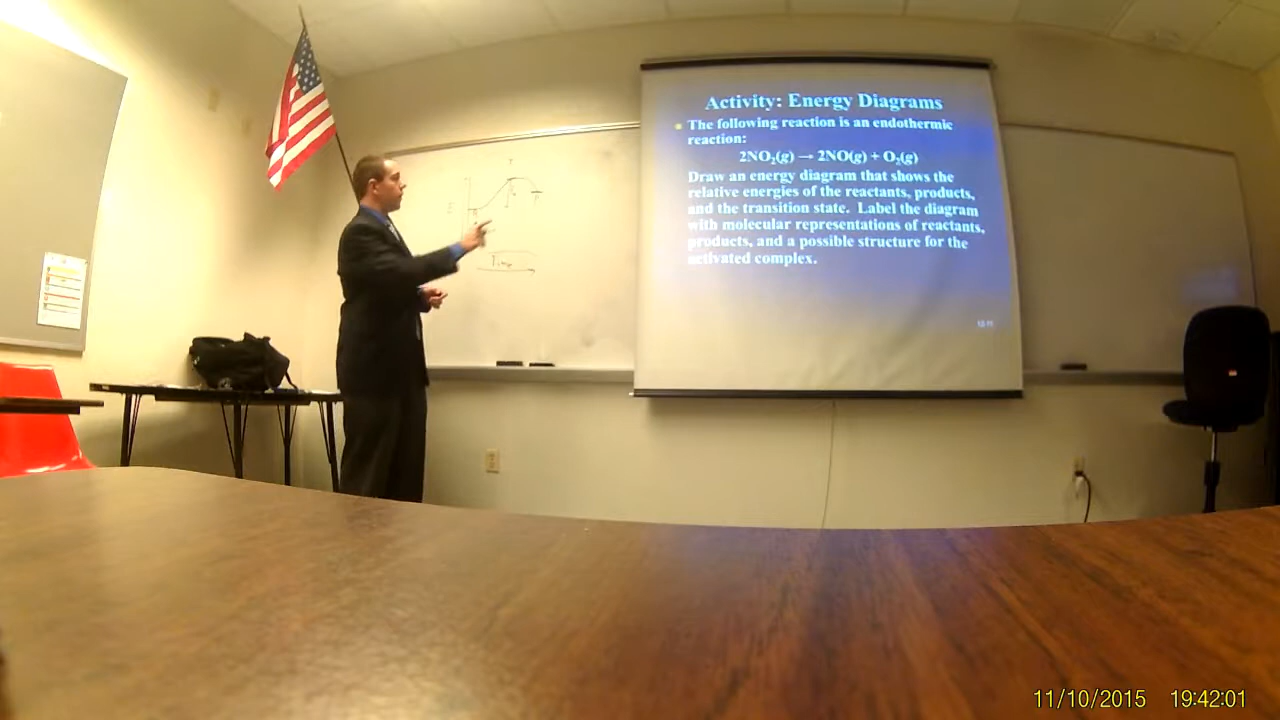 Activity: Energy Diagrams
The following reaction is an endothermic
reaction:
2NO₂(g) → 2NO(g) + O₂(g)
Draw an energy diagram that shows the
relative energies of the reactants, products,
and the transition state. Label the diagram
with molecular representations of reactants,
products, and a possible structure for the
activated complex.
E
11/10/2015 19:42:01